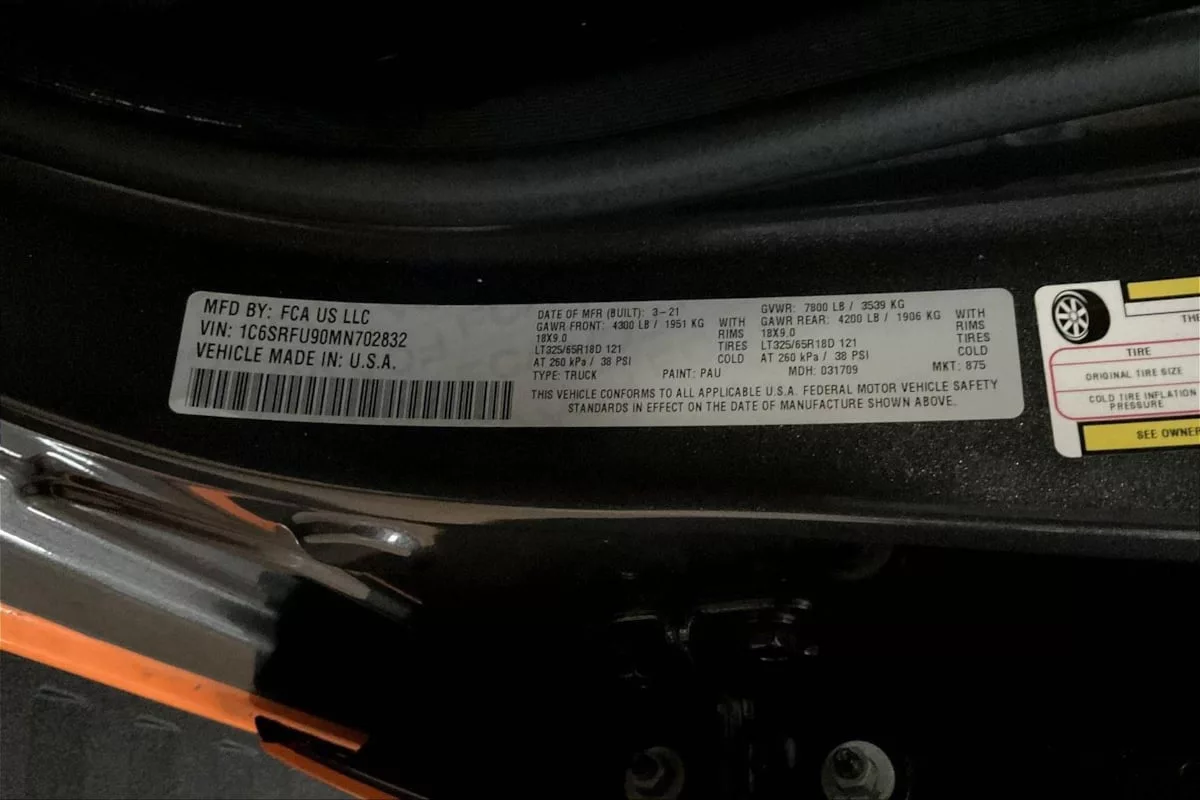 MFD BY: FCA US LLC
VIN: 1C6SRFU90MN702832
VEHICLE MADE IN: U.S.A.
DATE OF MFR (BUILT): 3-21
GAWR FRONT: 4300 LB / 1951 KG WITH
18X9.0 RIMS
LT325/65R18D 121 TIRES
AT 260 kPa / 38 PSI COLD
GVWR: 7800 LB / 3539 KG
GAWR REAR: 4200 LB / 1906 KG WITH
18X9.0 RIMS
LT325/65R18D 121 TIRES
AT 260 kPa / 38 PSI COLD
TYPE: TRUCK PAINT: PAU MDH: 031709 MKT: 875
THIS VEHICLE CONFORMS TO ALL APPLICABLE U.S.A. FEDERAL MOTOR VEHICLE SAFETY
STANDARDS IN EFFECT ON THE DATE OF MANUFACTURE SHOWN ABOVE.
THE
TIRE
ORIGINAL TIRE SIZE
COLD TIRE INFLATION
PRESSURE
SEE OWNER